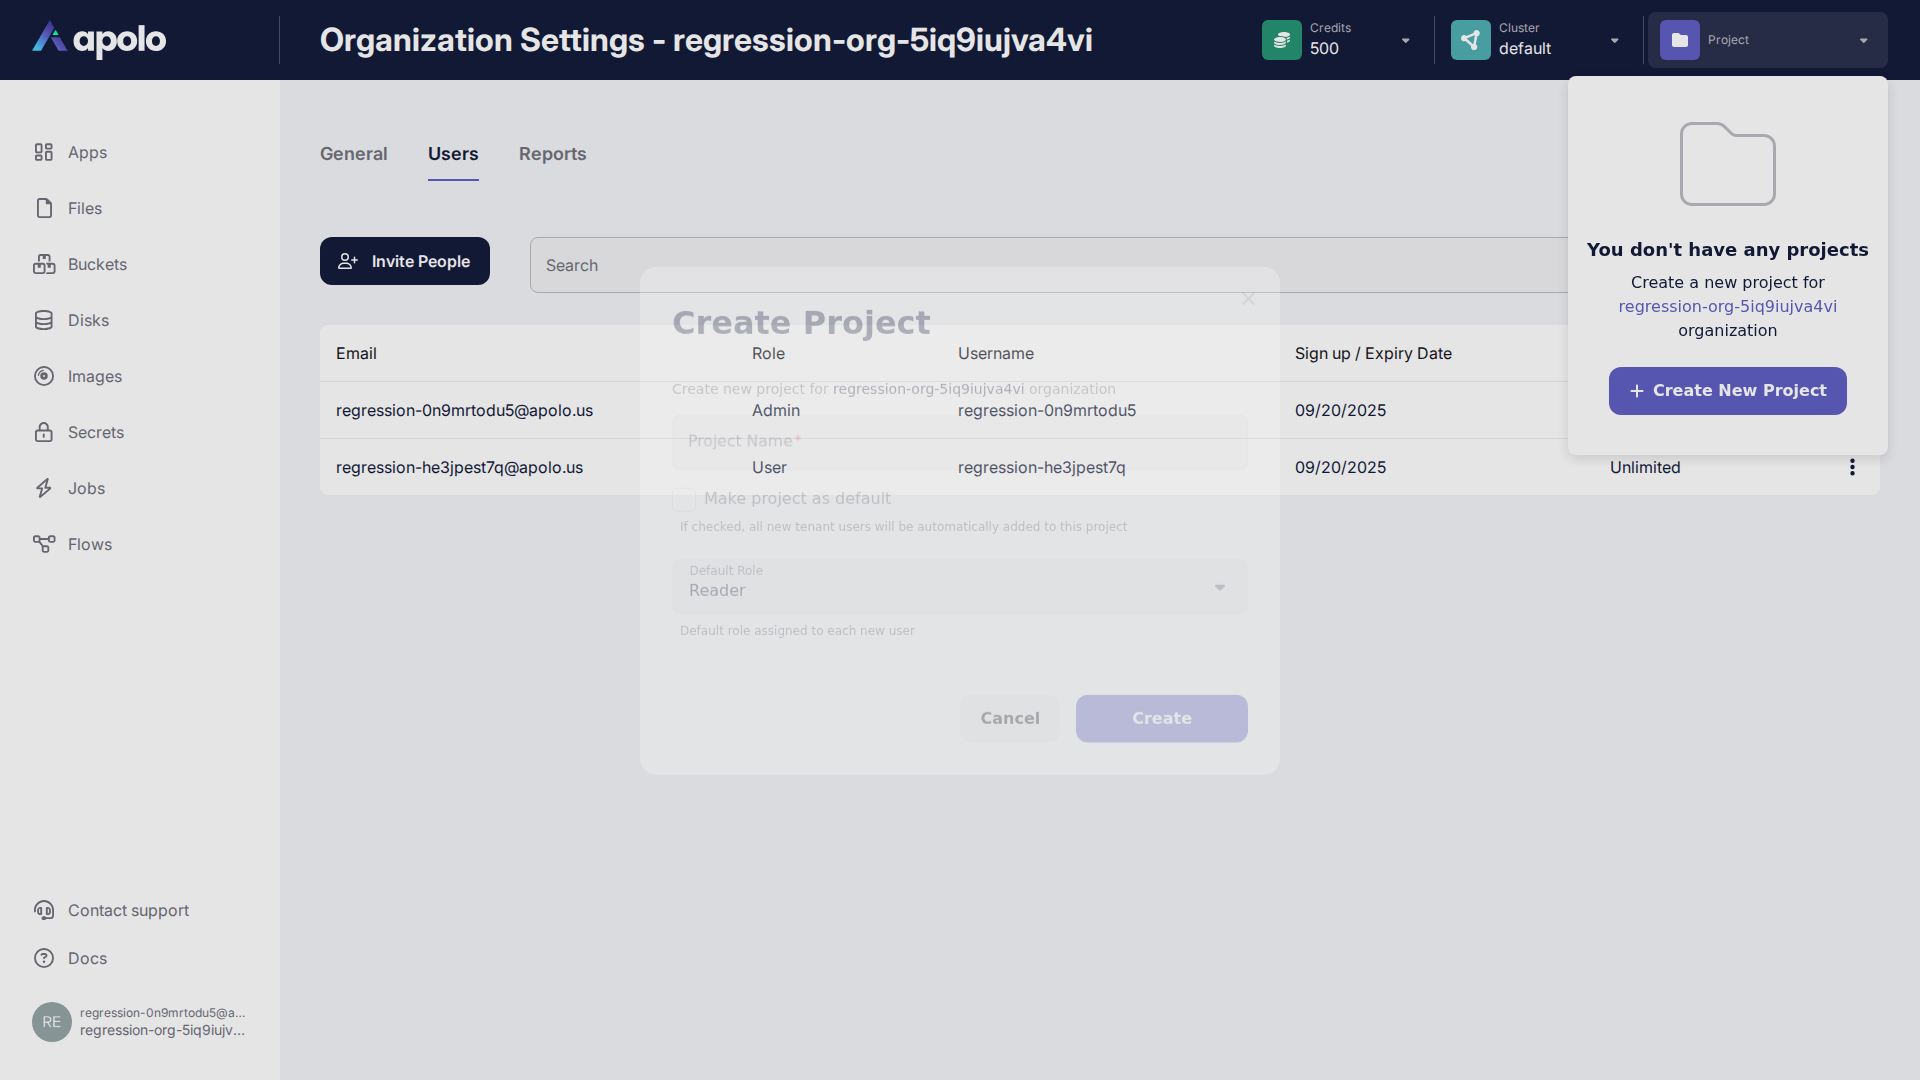 apolo
Organization Settings - regression-org-5iq9iujva4vi
Credits
500
Cluster
default
Project
Apps
Files
Buckets
Disks
Images
Secrets
Jobs
Flows
Contact support
Docs
RE
regression-0n9mrtodu5@a...
regression-org-5iq9iujv...
General Users Reports
Invite People
Search
Email Role Username Sign up / Expiry Date
regression-0n9mrtodu5@apolo.us Admin regression-0n9mrtodu5 09/20/2025
regression-he3jpest7q@apolo.us User regression-he3jpest7q 09/20/2025 Unlimited
Create Project
Create new project for regression-org-5iq9iujva4vi organization
Project Name*
Make project as default
If checked, all new tenant users will be automatically added to this project
Default Role
Reader
Default role assigned to each new user
Cancel
Create
You don't have any projects
Create a new project for
regression-org-5iq9iujva4vi
organization
+ Create New Project